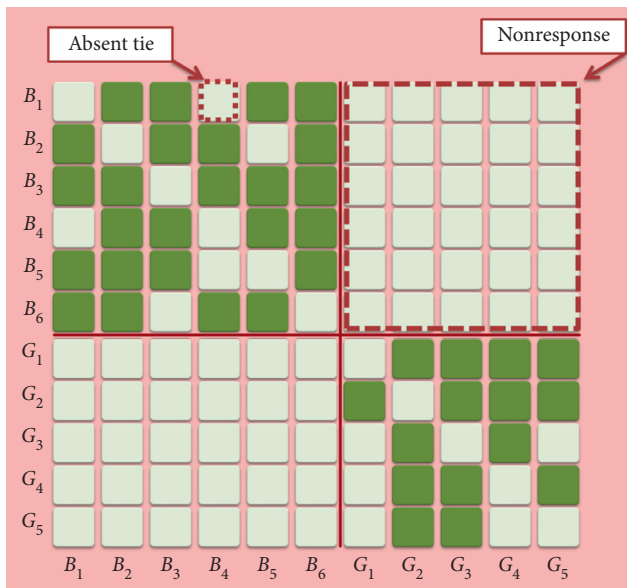 Absent tie
Nonresponse
B1
B2
B3
B4
B5
B6
G1
G2
G3
G4
G5
B1 B2 B3 B4 B5 B6 G1 G2 G3 G4 G5